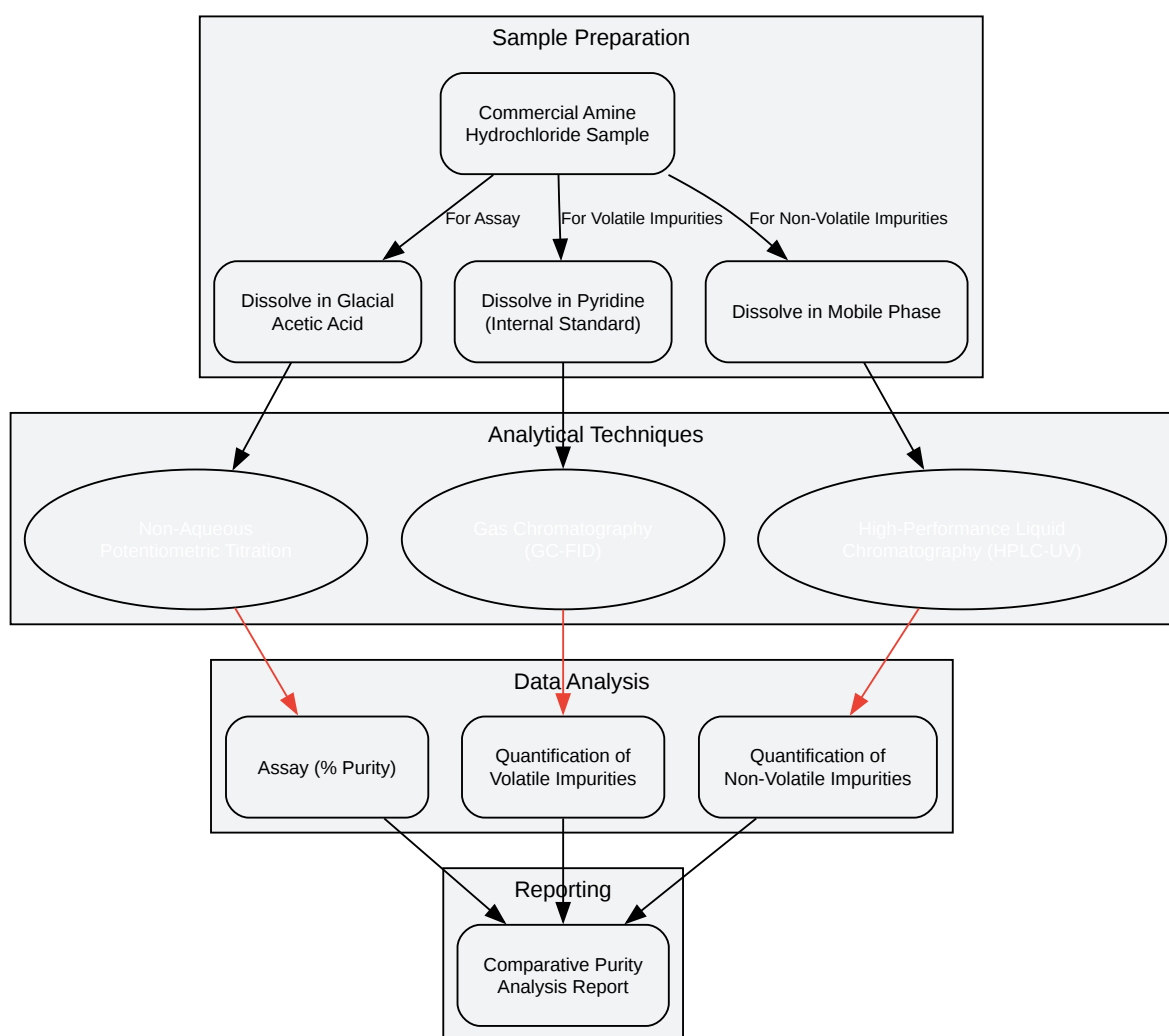 Sample Preparation
Commercial Amine
Hydrochloride Sample
For Assay
For Volatile Impurities
For Non-Volatile Impurities
Dissolve in Glacial
Acetic Acid
Dissolve in Pyridine
(Internal Standard)
Dissolve in Mobile Phase
Analytical Techniques
Non-Aqueous
Potentiometric Titration
Gas Chromatography
(GC-FID)
High-Performance Liquid
Chromatography (HPLC-UV)
Data Analysis
Assay (% Purity)
Quantification of
Volatile Impurities
Quantification of
Non-Volatile Impurities
Reporting
Comparative Purity
Analysis Report